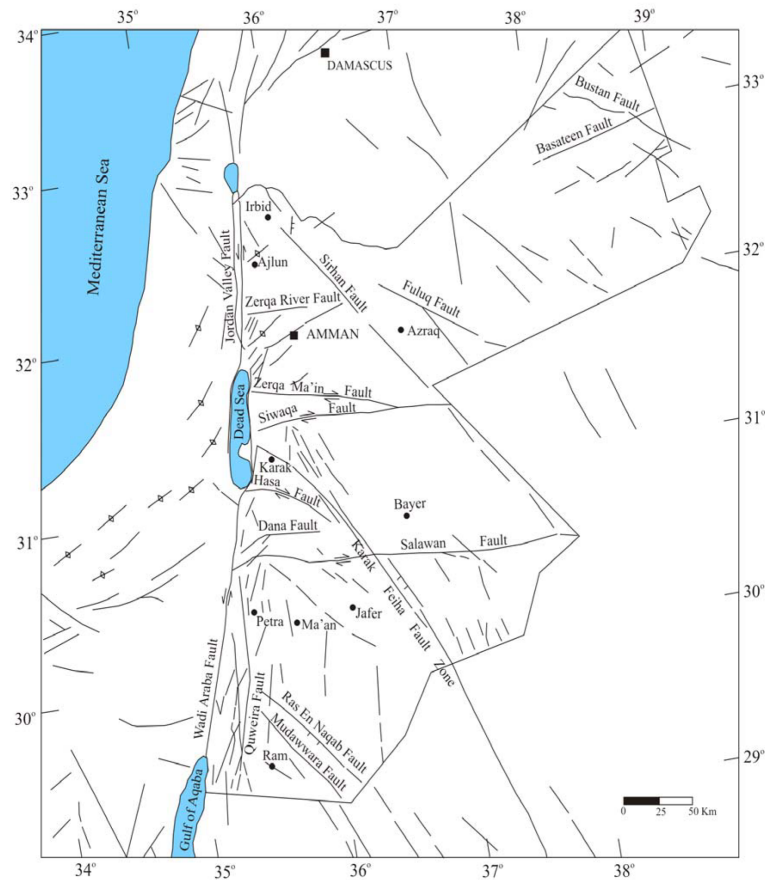 35° 36° 37° 38° 39°
34°
DAMASCUS
33°
Bustan Fault
Basateen Fault
Mediterranean Sea
33°
Irbid
32°
Ajlun
Jordan Valley Fault
Sirhan Fault
Fuluq Fault
Zerqa River Fault
AMMAN
Azraq
32°
Zerqa Ma'in Fault
Siwaqa Fault
31°
Dead Sea
Karak
Hasa Fault
Bayer
31°
Dana Fault
Salawan Fault
Karak Feiha Fault Zone
30°
Petra
Ma'an
Jafer
Wadi Araba Fault
Quweira Fault
Ras En Naqab Fault
Mudawwara Fault
30°
Ram
29°
Gulf of Aqaba
0 25 50 Km
34° 35° 36° 37° 38°